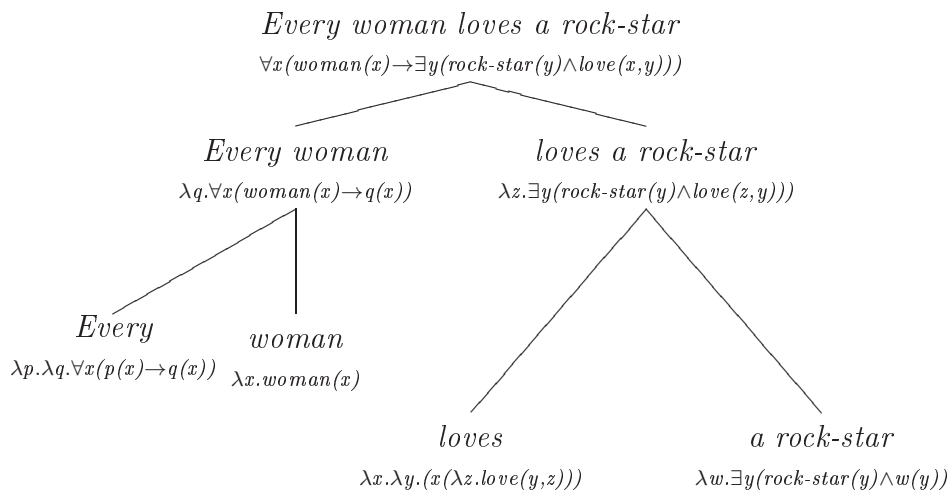 Every woman loves a rock-star
∀x(woman(x)→∃y(rock-star(y)∧love(x,y)))
Every woman
λq.∀x(woman(x)→q(x))
loves a rock-star
λz.∃y(rock-star(y)∧love(z,y)))
Every
λp.λq.∀x(p(x)→q(x))
woman
λx.woman(x)
loves
λx.λy.(x(λz.love(y,z)))
a rock-star
λw.∃y(rock-star(y)∧w(y))